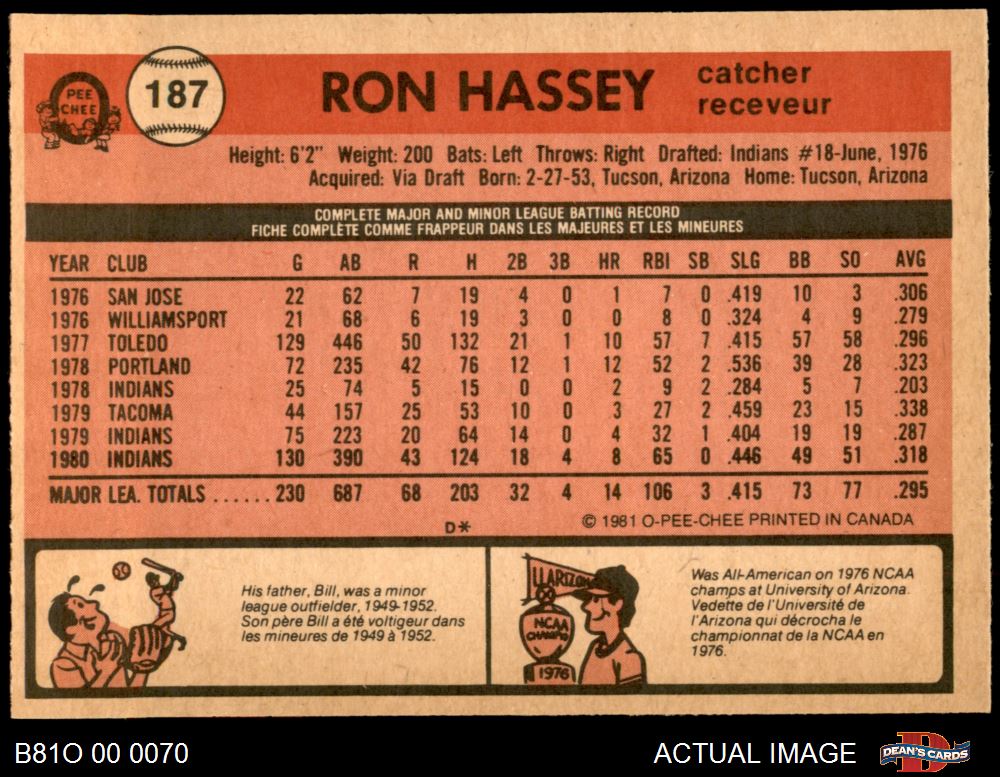 PEE
CHEE
187
RON HASSEY
catcher
receveur
Height: 6'2" Weight: 200 Bats: Left Throws: Right Drafted: Indians #18-June, 1976
Acquired: Via Draft Born: 2-27-53, Tucson, Arizona Home: Tucson, Arizona
COMPLETE MAJOR AND MINOR LEAGUE BATTING RECORD
FICHE COMPLÈTE COMME FRAPPEUR DANS LES MAJEURES ET LES MINEURES
YEAR CLUB G AB R H 2B 3B HR RBI SB SLG BB SO AVG
1976 SAN JOSE 22 62 7 19 4 0 1 7 0 .419 10 3 .306
1976 WILLIAMSPORT 21 68 6 19 3 0 0 8 0 .324 4 9 .279
1977 TOLEDO 129 446 50 132 21 1 10 57 7 .415 57 58 .296
1978 PORTLAND 72 235 42 76 12 1 12 52 2 .536 39 28 .323
1978 INDIANS 25 74 5 15 0 0 2 9 2 .284 5 7 .203
1979 TACOMA 44 157 25 53 10 0 3 27 2 .459 23 15 .338
1979 INDIANS 75 223 20 64 14 0 4 32 1 .404 19 19 .287
1980 INDIANS 130 390 43 124 18 4 8 65 0 .446 49 51 .318
MAJOR LEA. TOTALS ...... 230 687 68 203 32 4 14 106 3 .415 73 77 .295
D* © 1981 O-PEE-CHEE PRINTED IN CANADA
His father, Bill, was a minor
league outfielder, 1949-1952.
Son père Bill a été voltigeur dans
les mineures de 1949 à 1952.
U ARIZONA
NCAA
CHAMPS
1976
Was All-American on 1976 NCAA
champs at University of Arizona.
Vedette de l'Université de
l'Arizona qui décrocha le
championnat de la NCAA en
1976.
B81O 00 0070
ACTUAL IMAGE
DEAN'S CARDS